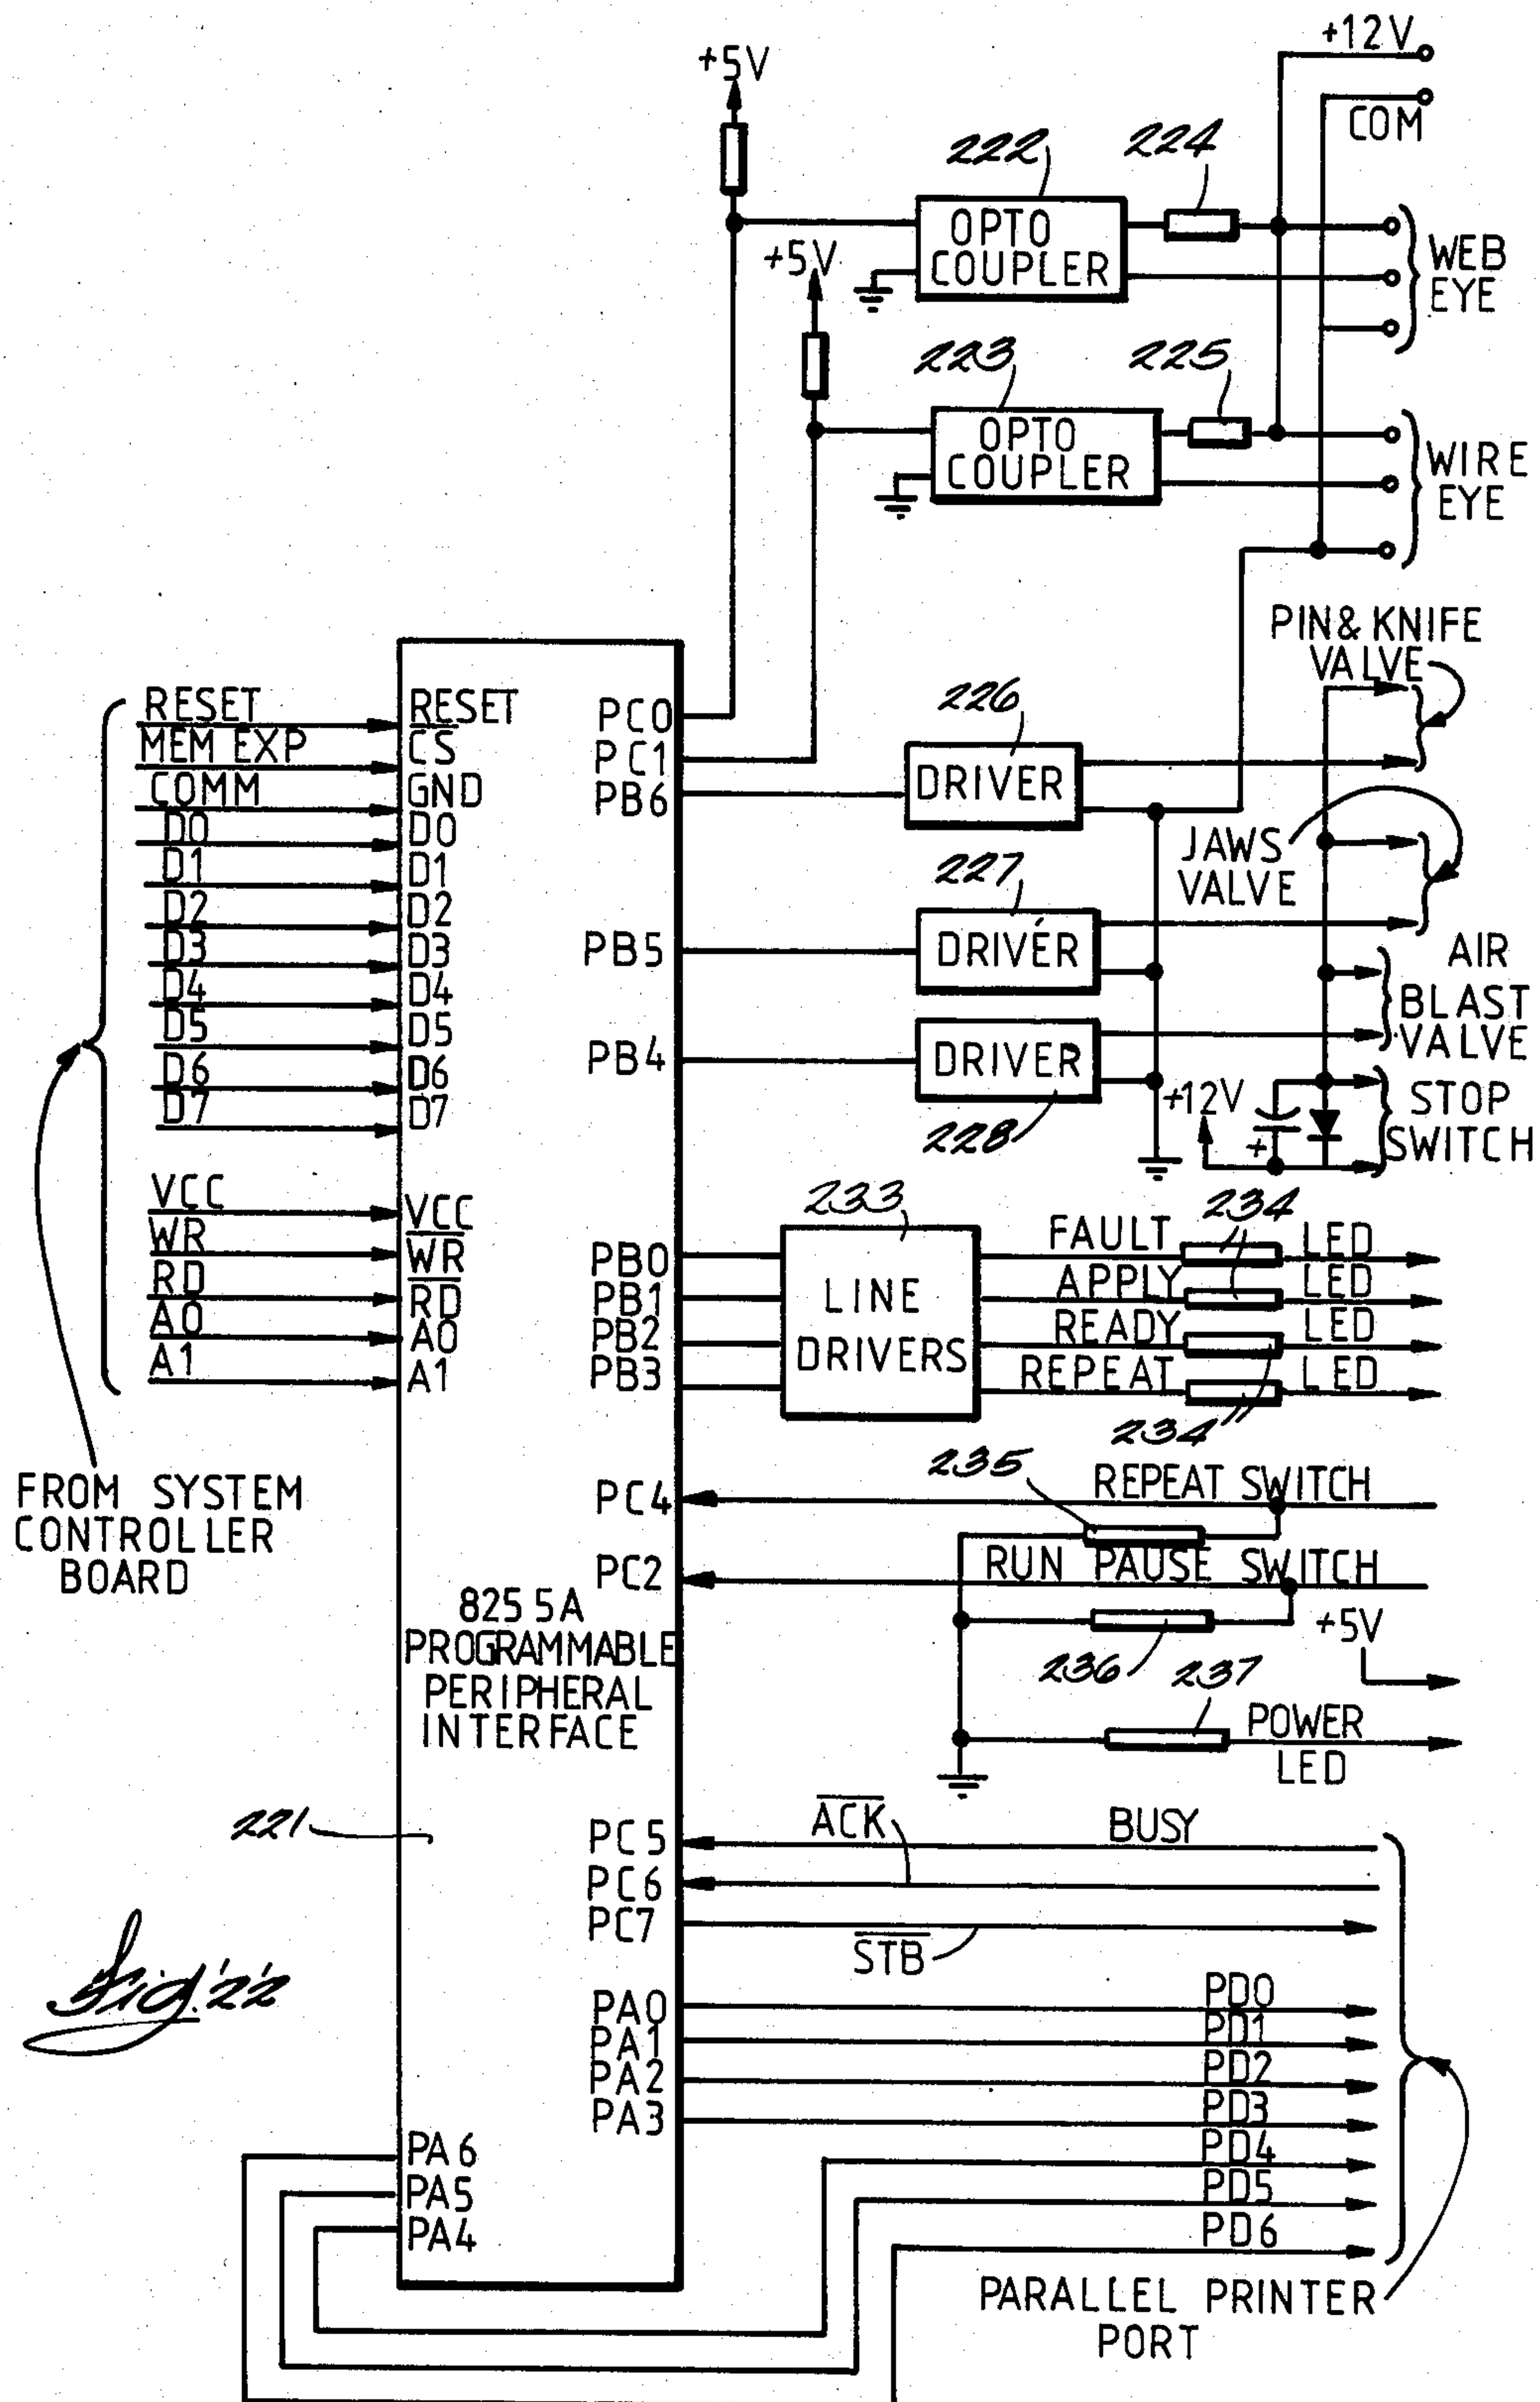 +12V
COM
+5V
222
224
OPTO
COUPLER
WEB
EYE
+5V
223
225
OPTO
COUPLER
WIRE
EYE
PIN & KNIFE
VALVE
226
DRIVER
JAWS
VALVE
227
DRIVER
AIR
BLAST
VALVE
DRIVER
228
+12V
+
STOP
SWITCH
RESET
MEM EXP
COMM
D0
D1
D2
D3
D4
D5
D6
D7
VCC
WR
RD
A0
A1
FROM SYSTEM
CONTROLLER
BOARD
RESET
C̅S̅
GND
D0
D1
D2
D3
D4
D5
D6
D7
VCC
W̅R̅
R̅D̅
A0
A1
PC0
PC1
PB6
PB5
PB4
PB0
PB1
PB2
PB3
PC4
PC2
8255A
PROGRAMMABLE
PERIPHERAL
INTERFACE
221
PC5
PC6
PC7
PA0
PA1
PA2
PA3
PA6
PA5
PA4
233
LINE
DRIVERS
234
FAULT LED
APPLY LED
READY LED
REPEAT LED
234
235
REPEAT SWITCH
RUN PAUSE SWITCH
+5V
236
237
POWER
LED
A̅C̅K̅
BUSY
S̅T̅B̅
PD0
PD1
PD2
PD3
PD4
PD5
PD6
PARALLEL PRINTER
PORT
Fig. 22